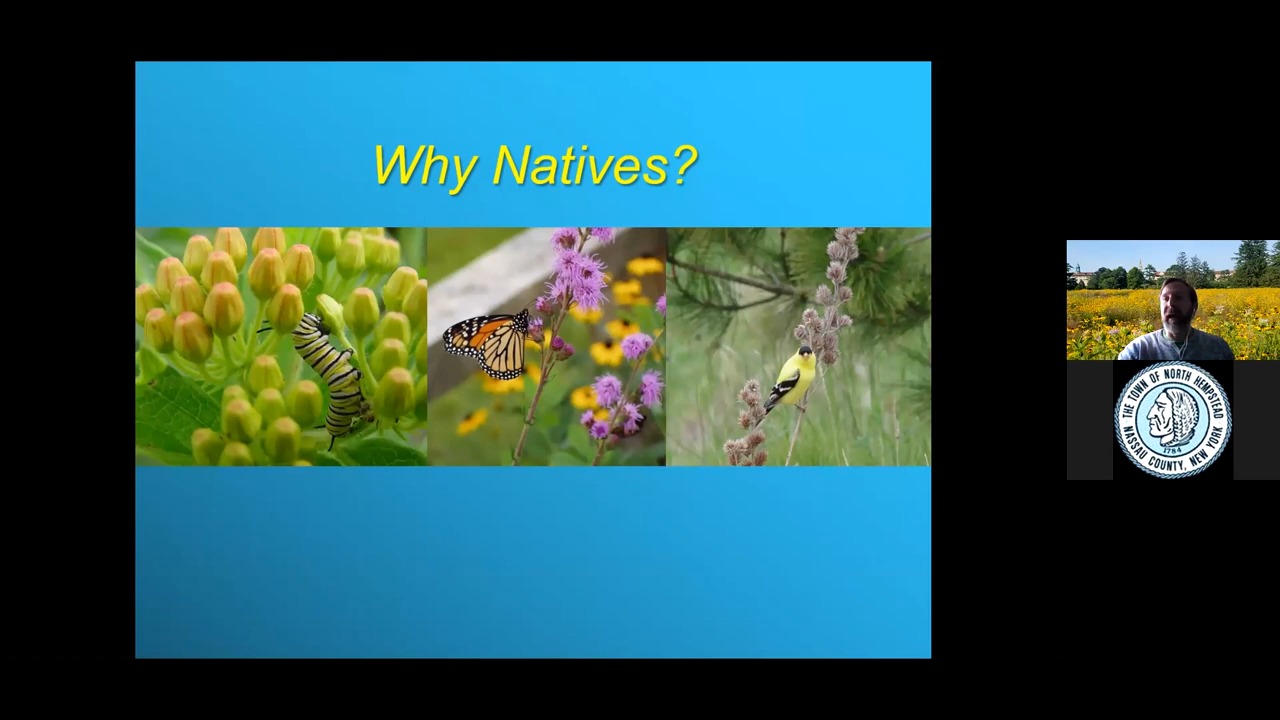 Why Natives?
THE TOWN OF NORTH HEMPSTEAD
1784
NASSAU COUNTY, NEW YORK